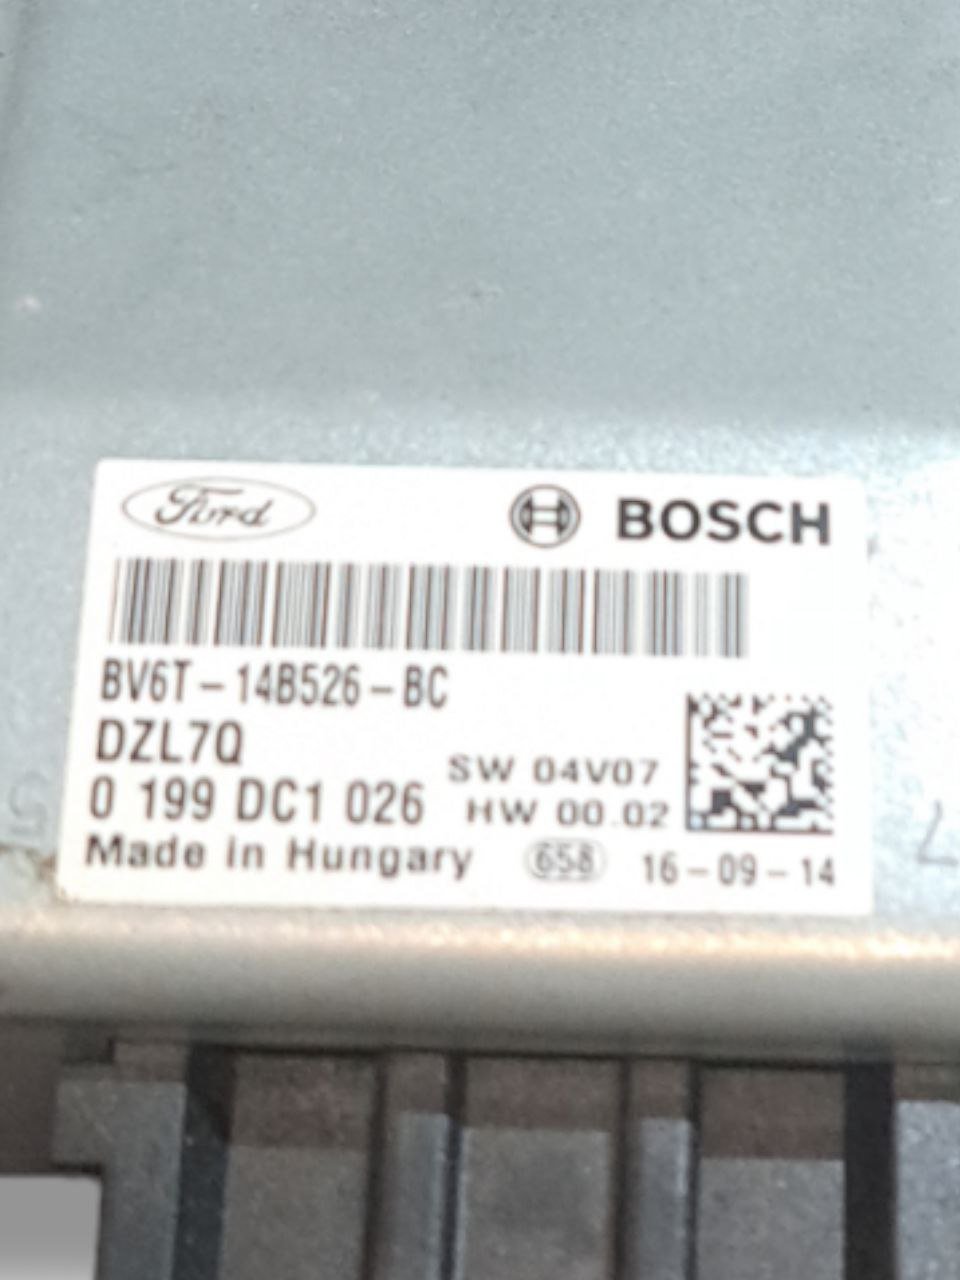 Ford BOSCH
BV6T-14B526-BC
DZL7Q
SW 04V07
0 199 DC1 026 HW 00.02
Made in Hungary 658 16-09-14